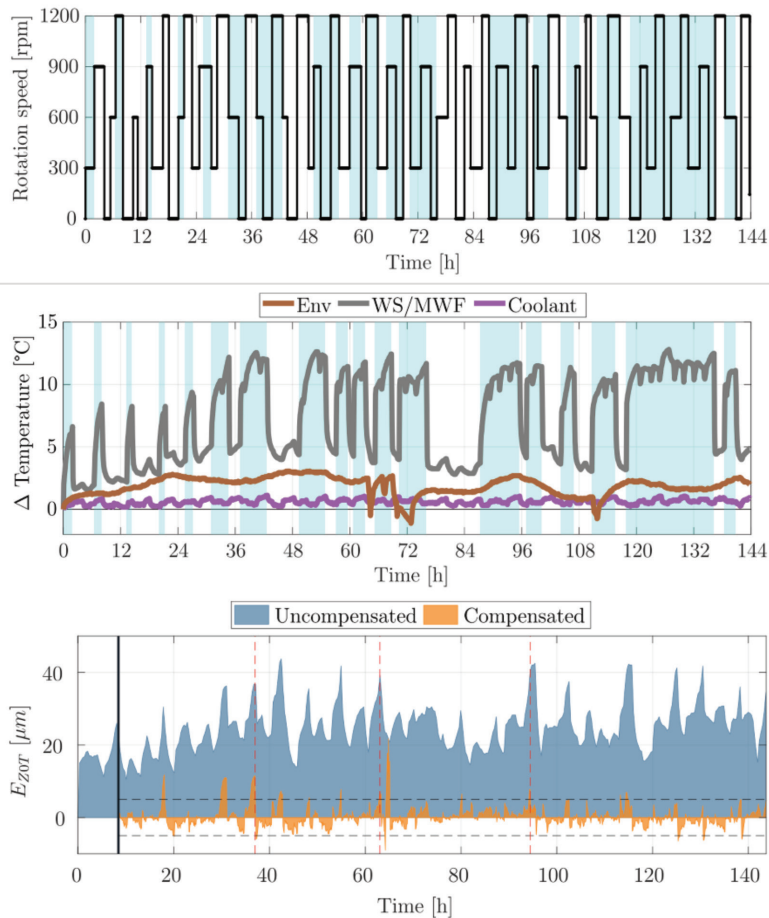 Rotation speed [rpm]
1200
900
600
300
0
0 12 24 36 48 60 72 84 96 108 120 132 144
Time [h]
Env WS/MWF Coolant
Δ Temperature [°C]
15
10
5
0
0 12 24 36 48 60 72 84 96 108 120 132 144
Time [h]
Uncompensated Compensated
E_{Z0T} [μm]
40
20
0
0 20 40 60 80 100 120 140
Time [h]